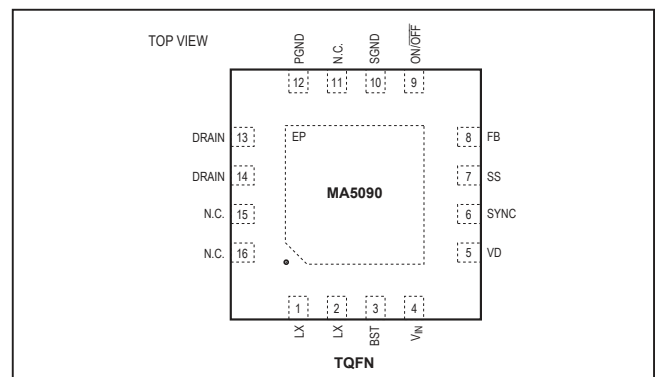 TOP VIEW
PGND
N.C.
SGND
ON/OFF
12
11
10
9
DRAIN 13
EP
8 FB
DRAIN 14
7 SS
MA5090
N.C. 15
6 SYNC
N.C. 16
5 VD
1
2
3
4
LX
LX
BST
VIN
TQFN